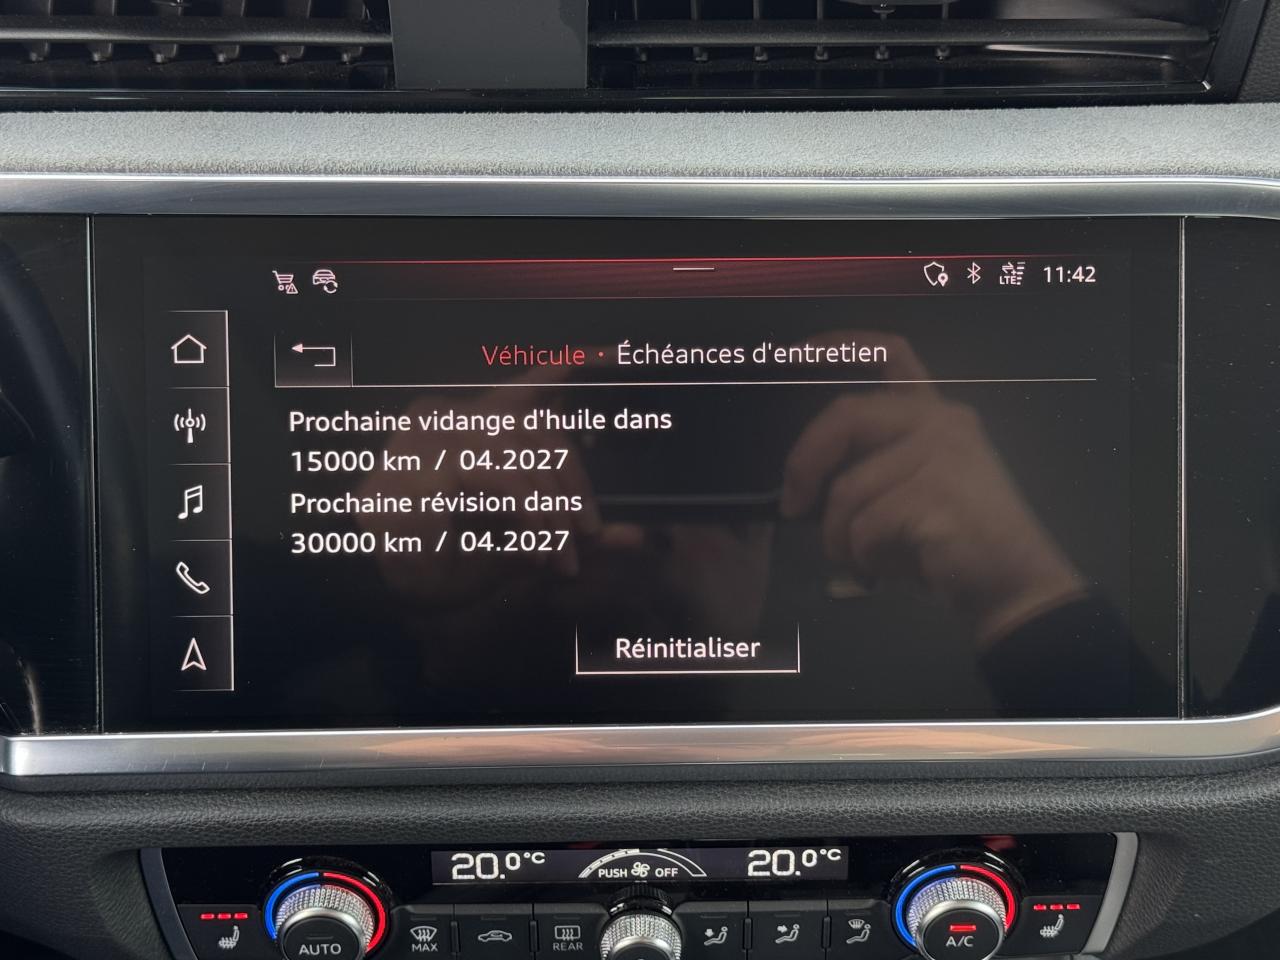 LTE
11:42
Véhicule · Échéances d'entretien
Prochaine vidange d'huile dans
15000 km / 04.2027
Prochaine révision dans
30000 km / 04.2027
Réinitialiser
20.0°C
PUSH OFF
20.0°C
AUTO
MAX
REAR
A/C